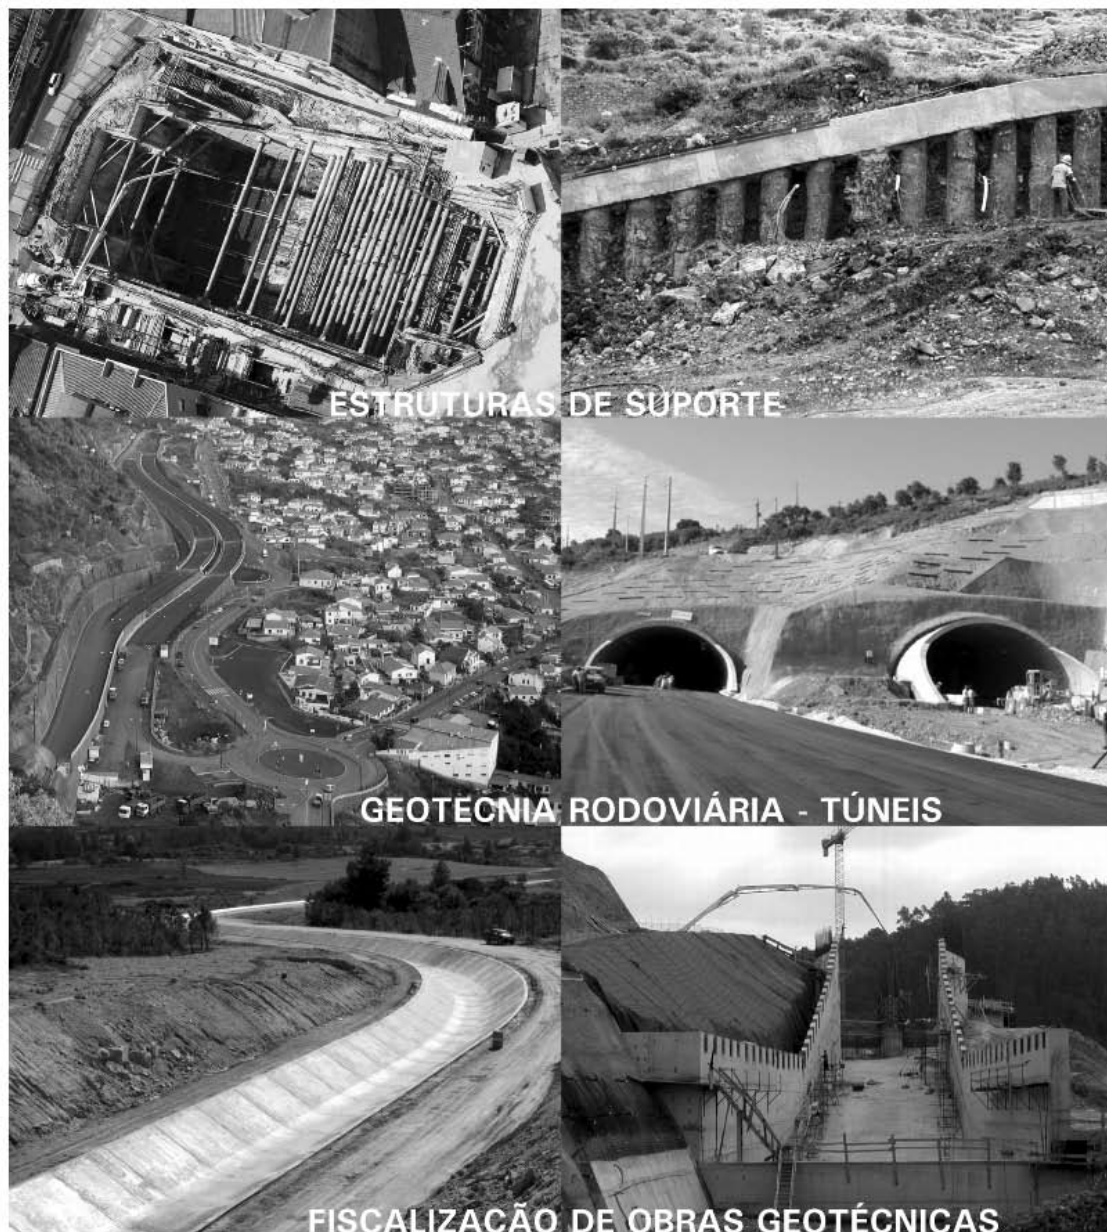 ESTRUTURAS DE SUPORTE
GEOTECNIA RODOVIÁRIA - TÚNEIS
FISCALIZAÇÃO DE OBRAS GEOTÉCNICAS